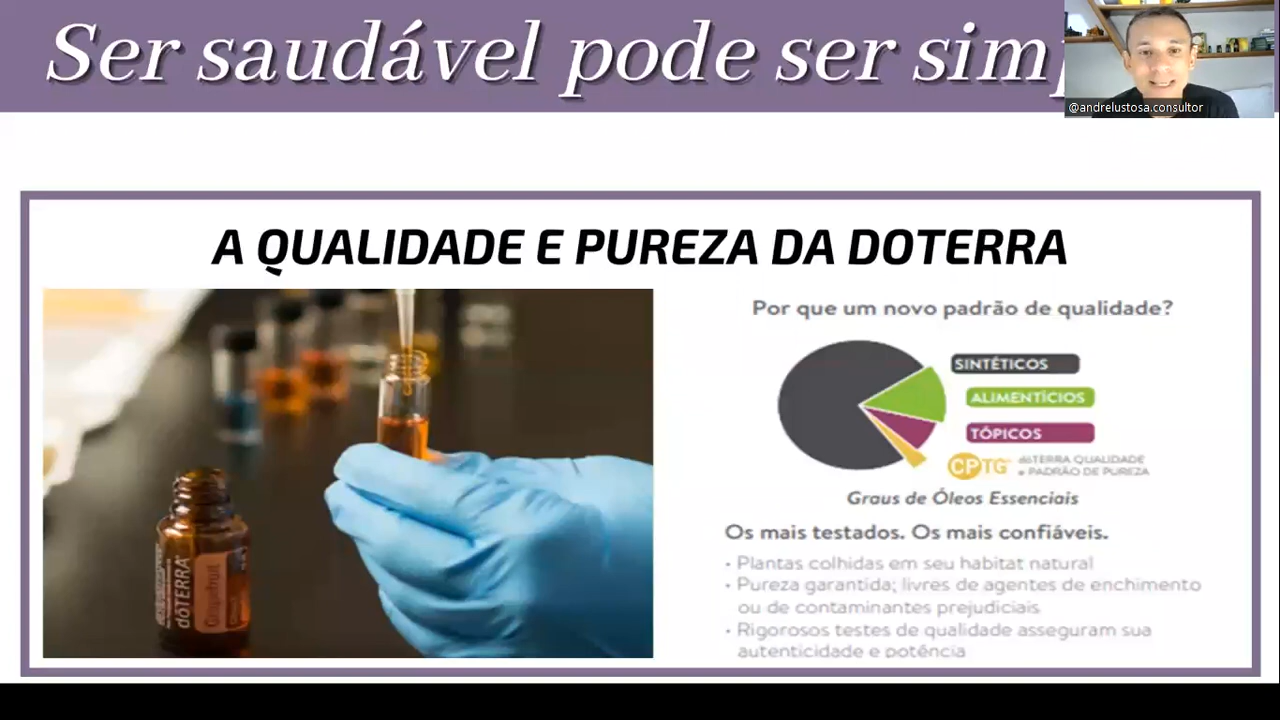 Ser saudável pode ser simp
@andrelustosa.consultor
A QUALIDADE E PUREZA DA DOTERRA
Por que um novo padrão de qualidade?
SINTÉTICOS
ALIMENTÍCIOS
TÓPICOS
CPTG
dōTERRA QUALIDADE
e PADRÃO DE PUREZA
Graus de Óleos Essenciais
Os mais testados. Os mais confiáveis.
• Plantas colhidas em seu habitat natural
• Pureza garantida; livres de agentes de enchimento
ou de contaminantes prejudiciais
• Rigorosos testes de qualidade asseguram sua
autenticidade e potência
dōTERRA
Grapefruit